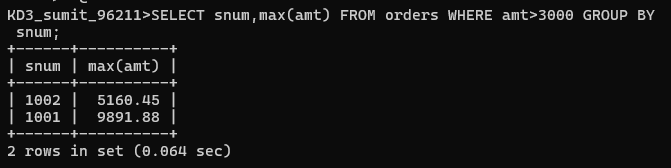 KD3_sumit_96211>SELECT snum,max(amt) FROM orders WHERE amt>3000 GROUP BY
 snum;
+------+----------+
| snum | max(amt) |
+------+----------+
| 1002 |  5160.45 |
| 1001 |  9891.88 |
+------+----------+
2 rows in set (0.064 sec)